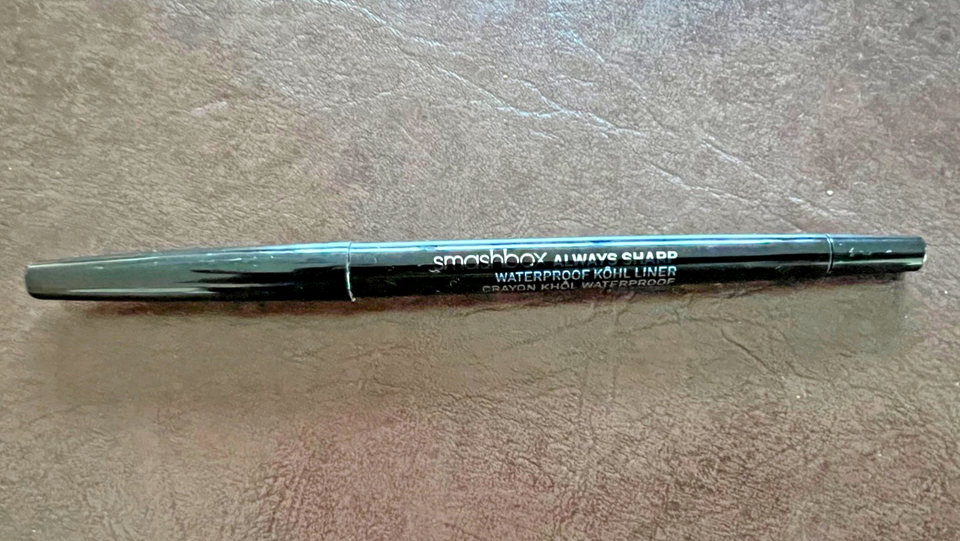 smashbox ALWAYS SHARP
WATERPROOF KÔHL LINER
CRAYON KHÔL WATERPROOF